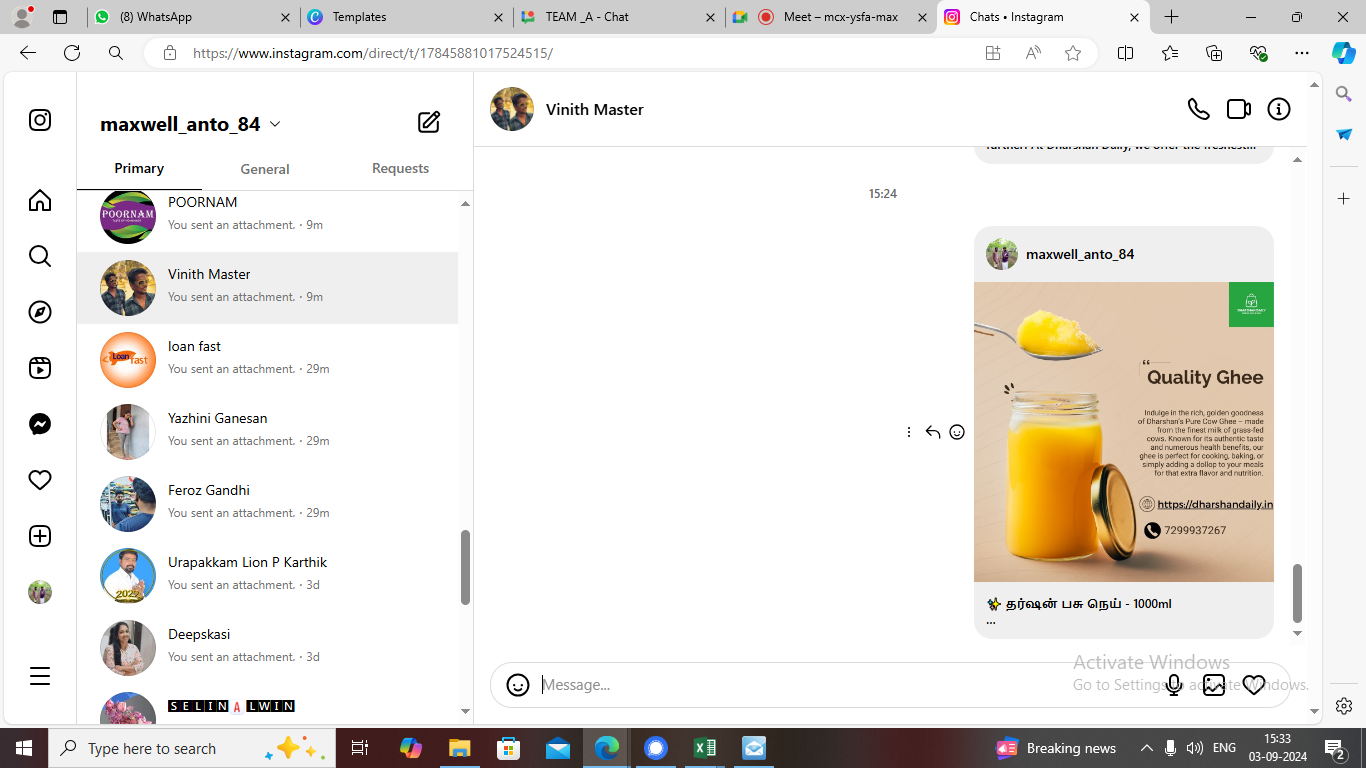 (8) WhatsApp
Templates
TEAM _A - Chat
Meet – mcx-ysfa-max
Chats • Instagram
https://www.instagram.com/direct/t/17845881017524515/
maxwell_anto_84
Primary
General
Requests
POORNAM
POORNAM
You sent an attachment. · 9m
Vinith Master
You sent an attachment. · 9m
Loan
fast
loan fast
You sent an attachment. · 29m
Yazhini Ganesan
You sent an attachment. · 29m
Feroz Gandhi
You sent an attachment. · 29m
Urapakkam Lion P Karthik
You sent an attachment. · 3d
Deepskasi
You sent an attachment. · 3d
SELIN A LWIN
Vinith Master
further! At Dharshan Daily, we offer the freshest...
15:24
maxwell_anto_84
DHARSHAN DAILY
“ Quality Ghee
Indulge in the rich, golden goodness
of Dharshan's Pure Cow Ghee – made
from the finest milk of grass-fed
cows. Known for its authentic taste
and numerous health benefits, our
ghee is perfect for cooking, baking, or
simply adding a dollop to your meals
for that extra flavor and nutrition.
https://dharshandaily.in
7299937267
✨ தர்ஷன் பசு நெய் - 1000ml
...
Message...
Activate Windows
Go to Settings to activate Windows.
Type here to search
Breaking news
ENG
15:33
03-09-2024
2